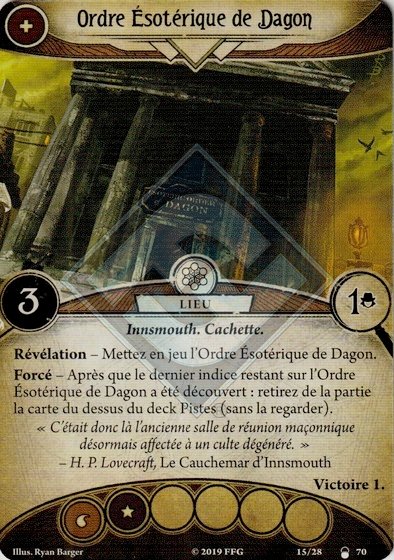 Ordre Ésotérique de Dagon
DAGON
3
LIEU
1
Innsmouth. Cachette.
Révélation – Mettez en jeu l'Ordre Ésotérique de Dagon.
Forcé – Après que le dernier indice restant sur l'Ordre
Ésotérique de Dagon a été découvert : retirez de la partie
la carte du dessus du deck Pistes (sans la regarder).
« C'était donc là l'ancienne salle de réunion maçonnique
désormais affectée à un culte dégénéré. »
– H. P. Lovecraft, Le Cauchemar d'Innsmouth
Victoire 1.
Illus. Ryan Barger
© 2019 FFG
15/28
70